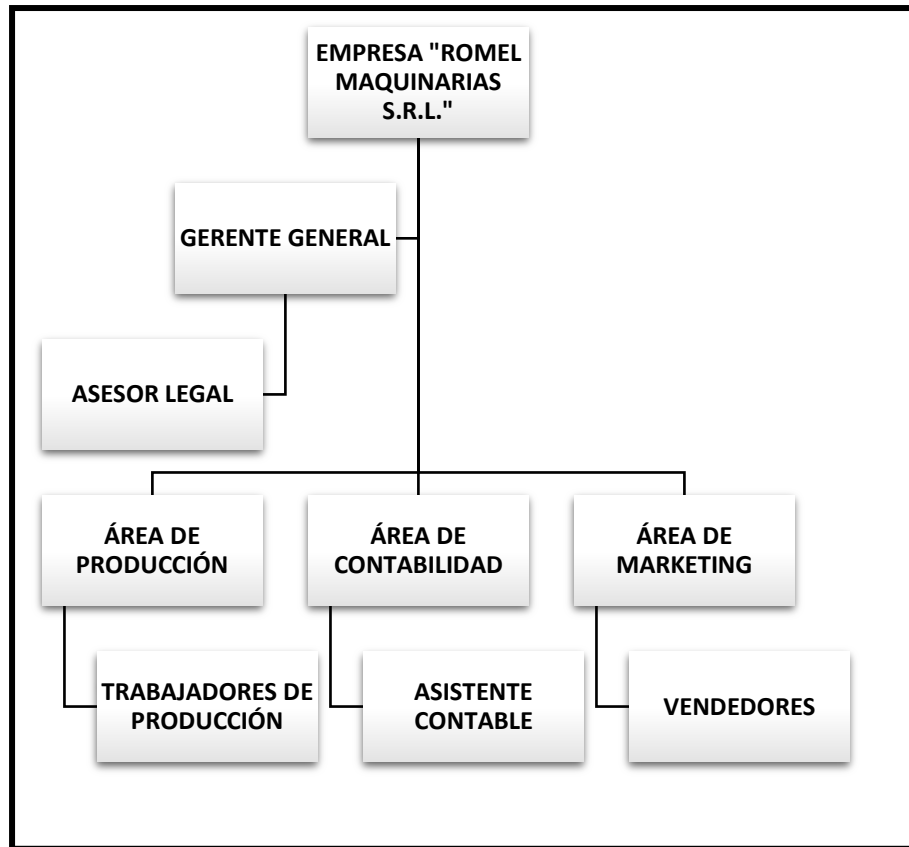 EMPRESA "ROMEL
MAQUINARIAS
S.R.L."
GERENTE GENERAL
ASESOR LEGAL
ÁREA DE
PRODUCCIÓN
ÁREA DE
CONTABILIDAD
ÁREA DE
MARKETING
TRABAJADORES DE
PRODUCCIÓN
ASISTENTE
CONTABLE
VENDEDORES